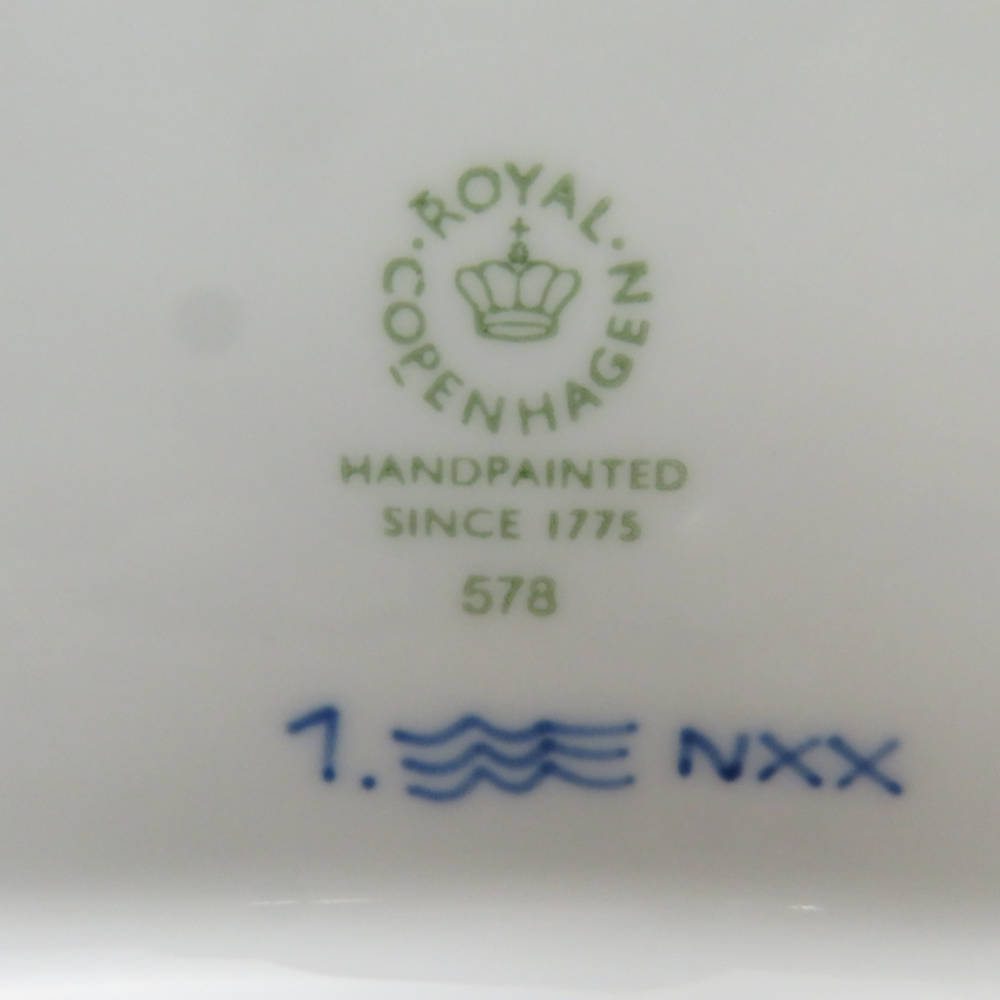 ROYAL
COPENHAGEN
HANDPAINTED
SINCE 1775
578
1. NXX